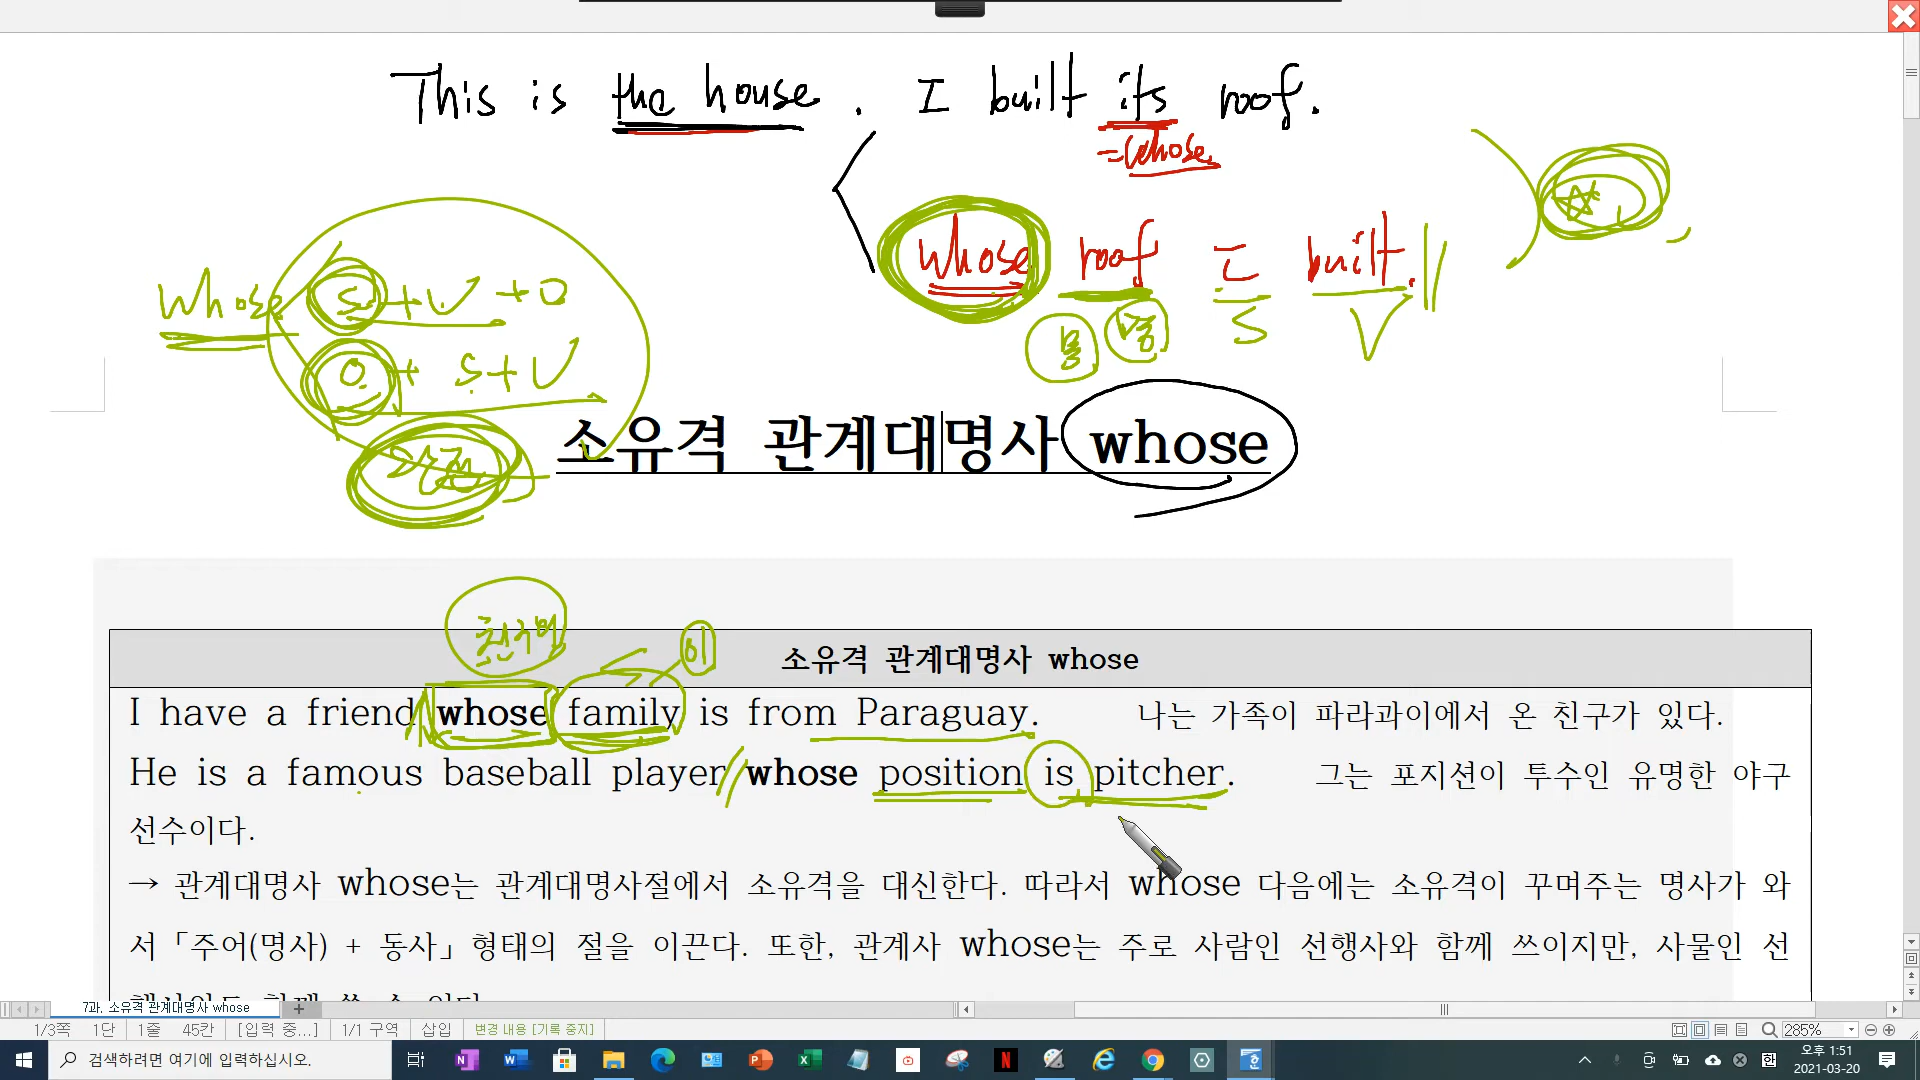 This is the house. I built its roof.
=whose
whose roof I built.
불 명 S V
whose S+V+O
O+ S+V
완전
소유격 관계대명사 whose
친구의
이
소유격 관계대명사 whose
I have a friend whose family is from Paraguay. 나는 가족이 파라과이에서 온 친구가 있다.
He is a famous baseball player whose position is pitcher. 그는 포지션이 투수인 유명한 야구
선수이다.
→ 관계대명사 whose는 관계대명사절에서 소유격을 대신한다. 따라서 whose 다음에는 소유격이 꾸며주는 명사가 와
서「주어(명사) + 동사」형태의 절을 이끈다. 또한, 관계사 whose는 주로 사람인 선행사와 함께 쓰이지만, 사물인 선
7과. 소유격 관계대명사 whose
1/3쪽 1단 1줄 45칸 [입력 중...] 1/1 구역 삽입 변경 내용 [기록 중지] 285%
검색하려면 여기에 입력하십시오.
한
오후 1:51
2021-03-20